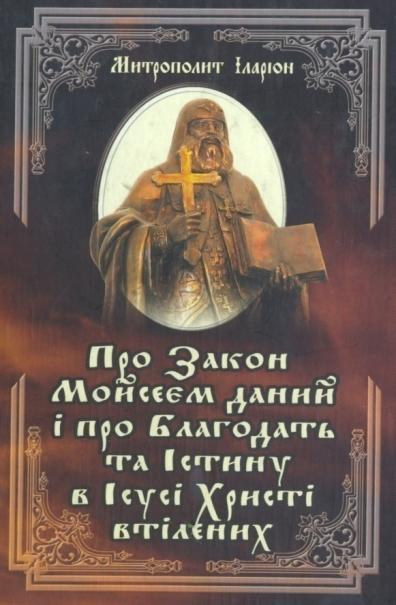 Митрополит Іларіон
Про Закон
Мойсеєм даний
і про Благодать
та Істину
в Ісусі Христі
втілених